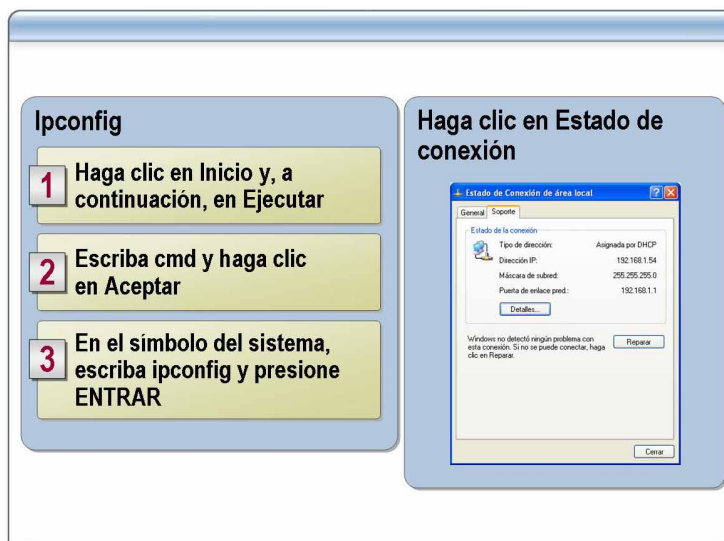 Ipconfig
1
Haga clic en Inicio y, a
continuación, en Ejecutar
2
Escriba cmd y haga clic
en Aceptar
3
En el símbolo del sistema,
escriba ipconfig y presione
ENTRAR
Haga clic en Estado de
conexión
Estado de Conexión de área local
General Soporte
Estado de la conexión
Tipo de dirección: Asignada por DHCP
Dirección IP: 192.168.1.54
Máscara de subred: 255.255.255.0
Puerta de enlace pred.: 192.168.1.1
Detalles...
Windows no detectó ningún problema con
esta conexión. Si no se puede conectar, haga
clic en Reparar.
Reparar
Cerrar